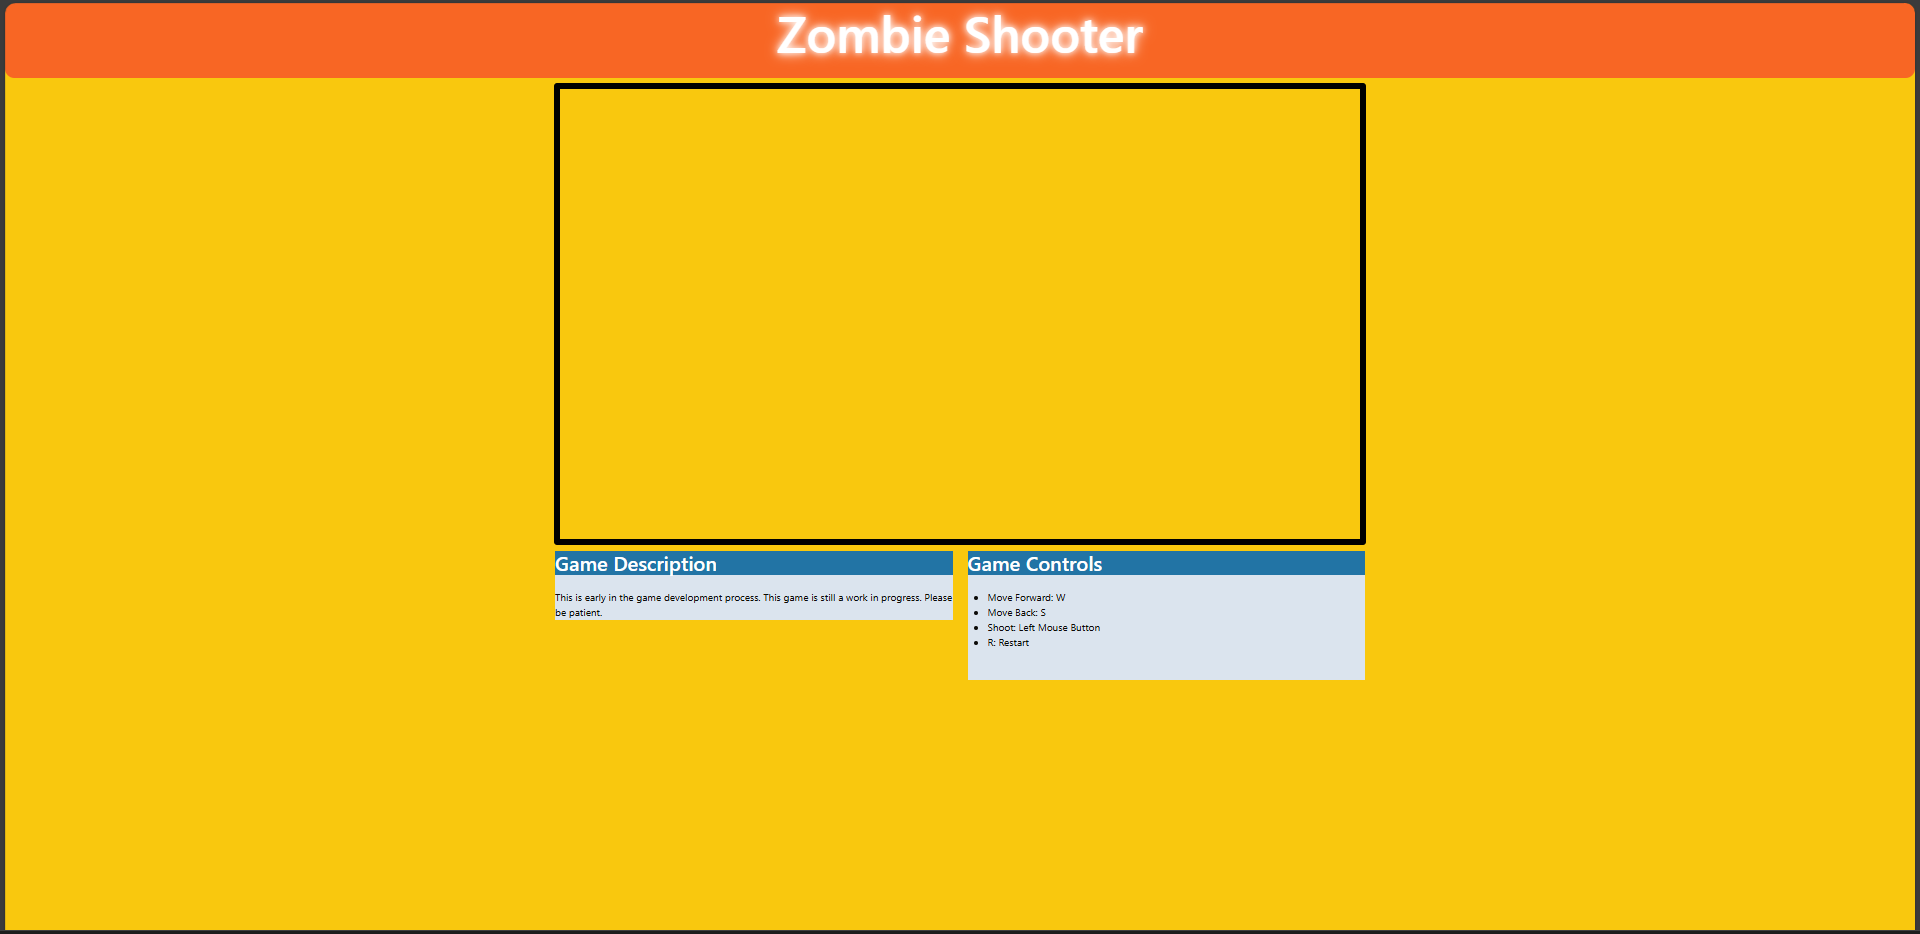 Zombie Shooter
Game Description
This is early in the game development process. This game is still a work in progress. Please
be patient.
Game Controls
Move Forward: W
Move Back: S
Shoot: Left Mouse Button
R: Restart